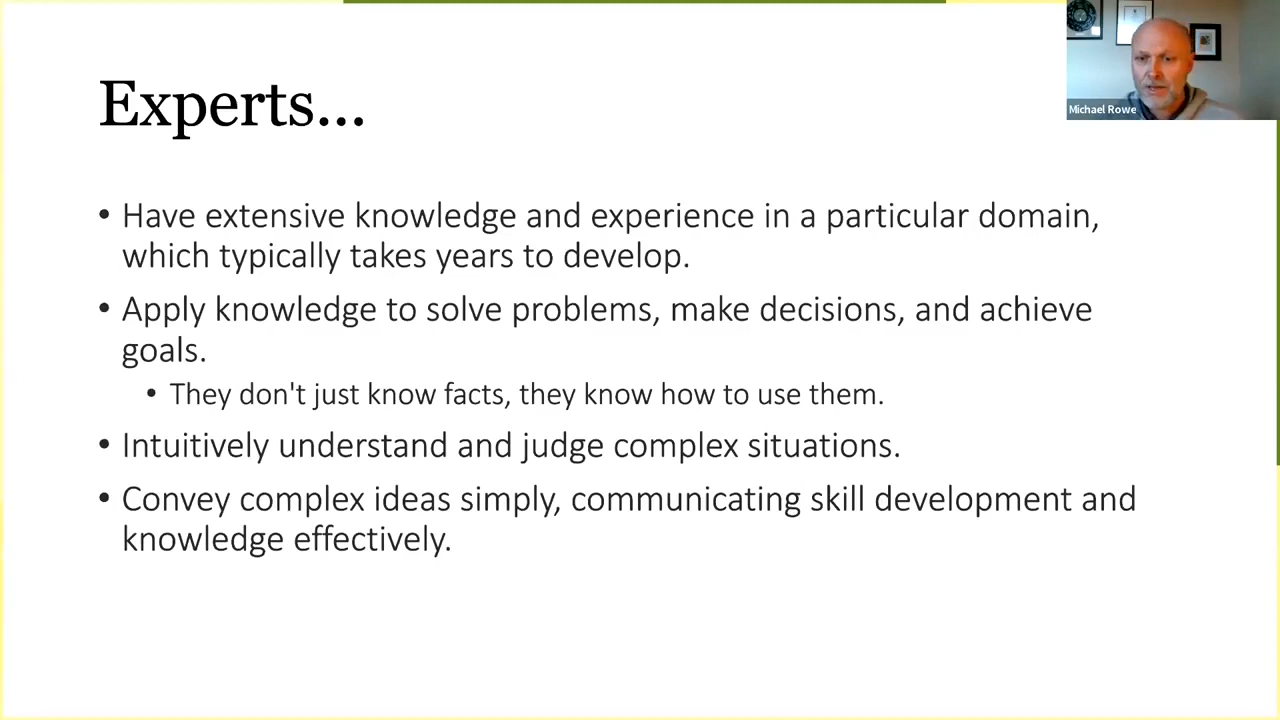 Experts...
Michael Rowe
• Have extensive knowledge and experience in a particular domain,
which typically takes years to develop.
• Apply knowledge to solve problems, make decisions, and achieve
goals.
• They don't just know facts, they know how to use them.
• Intuitively understand and judge complex situations.
• Convey complex ideas simply, communicating skill development and
knowledge effectively.